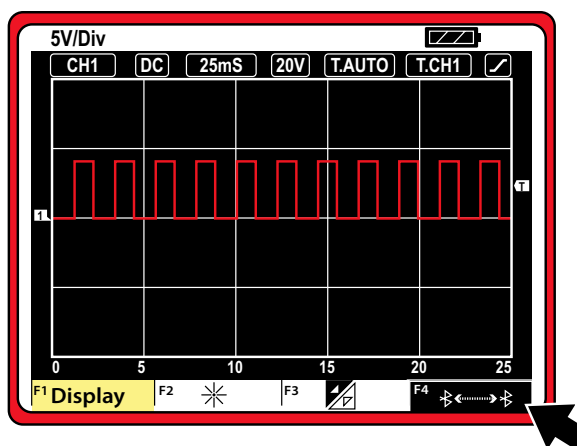 5V/Div
CH1 DC 25mS 20V T.AUTO T.CH1
T
1
0 5 10 15 20 25
F1 Display F2 F3 F4